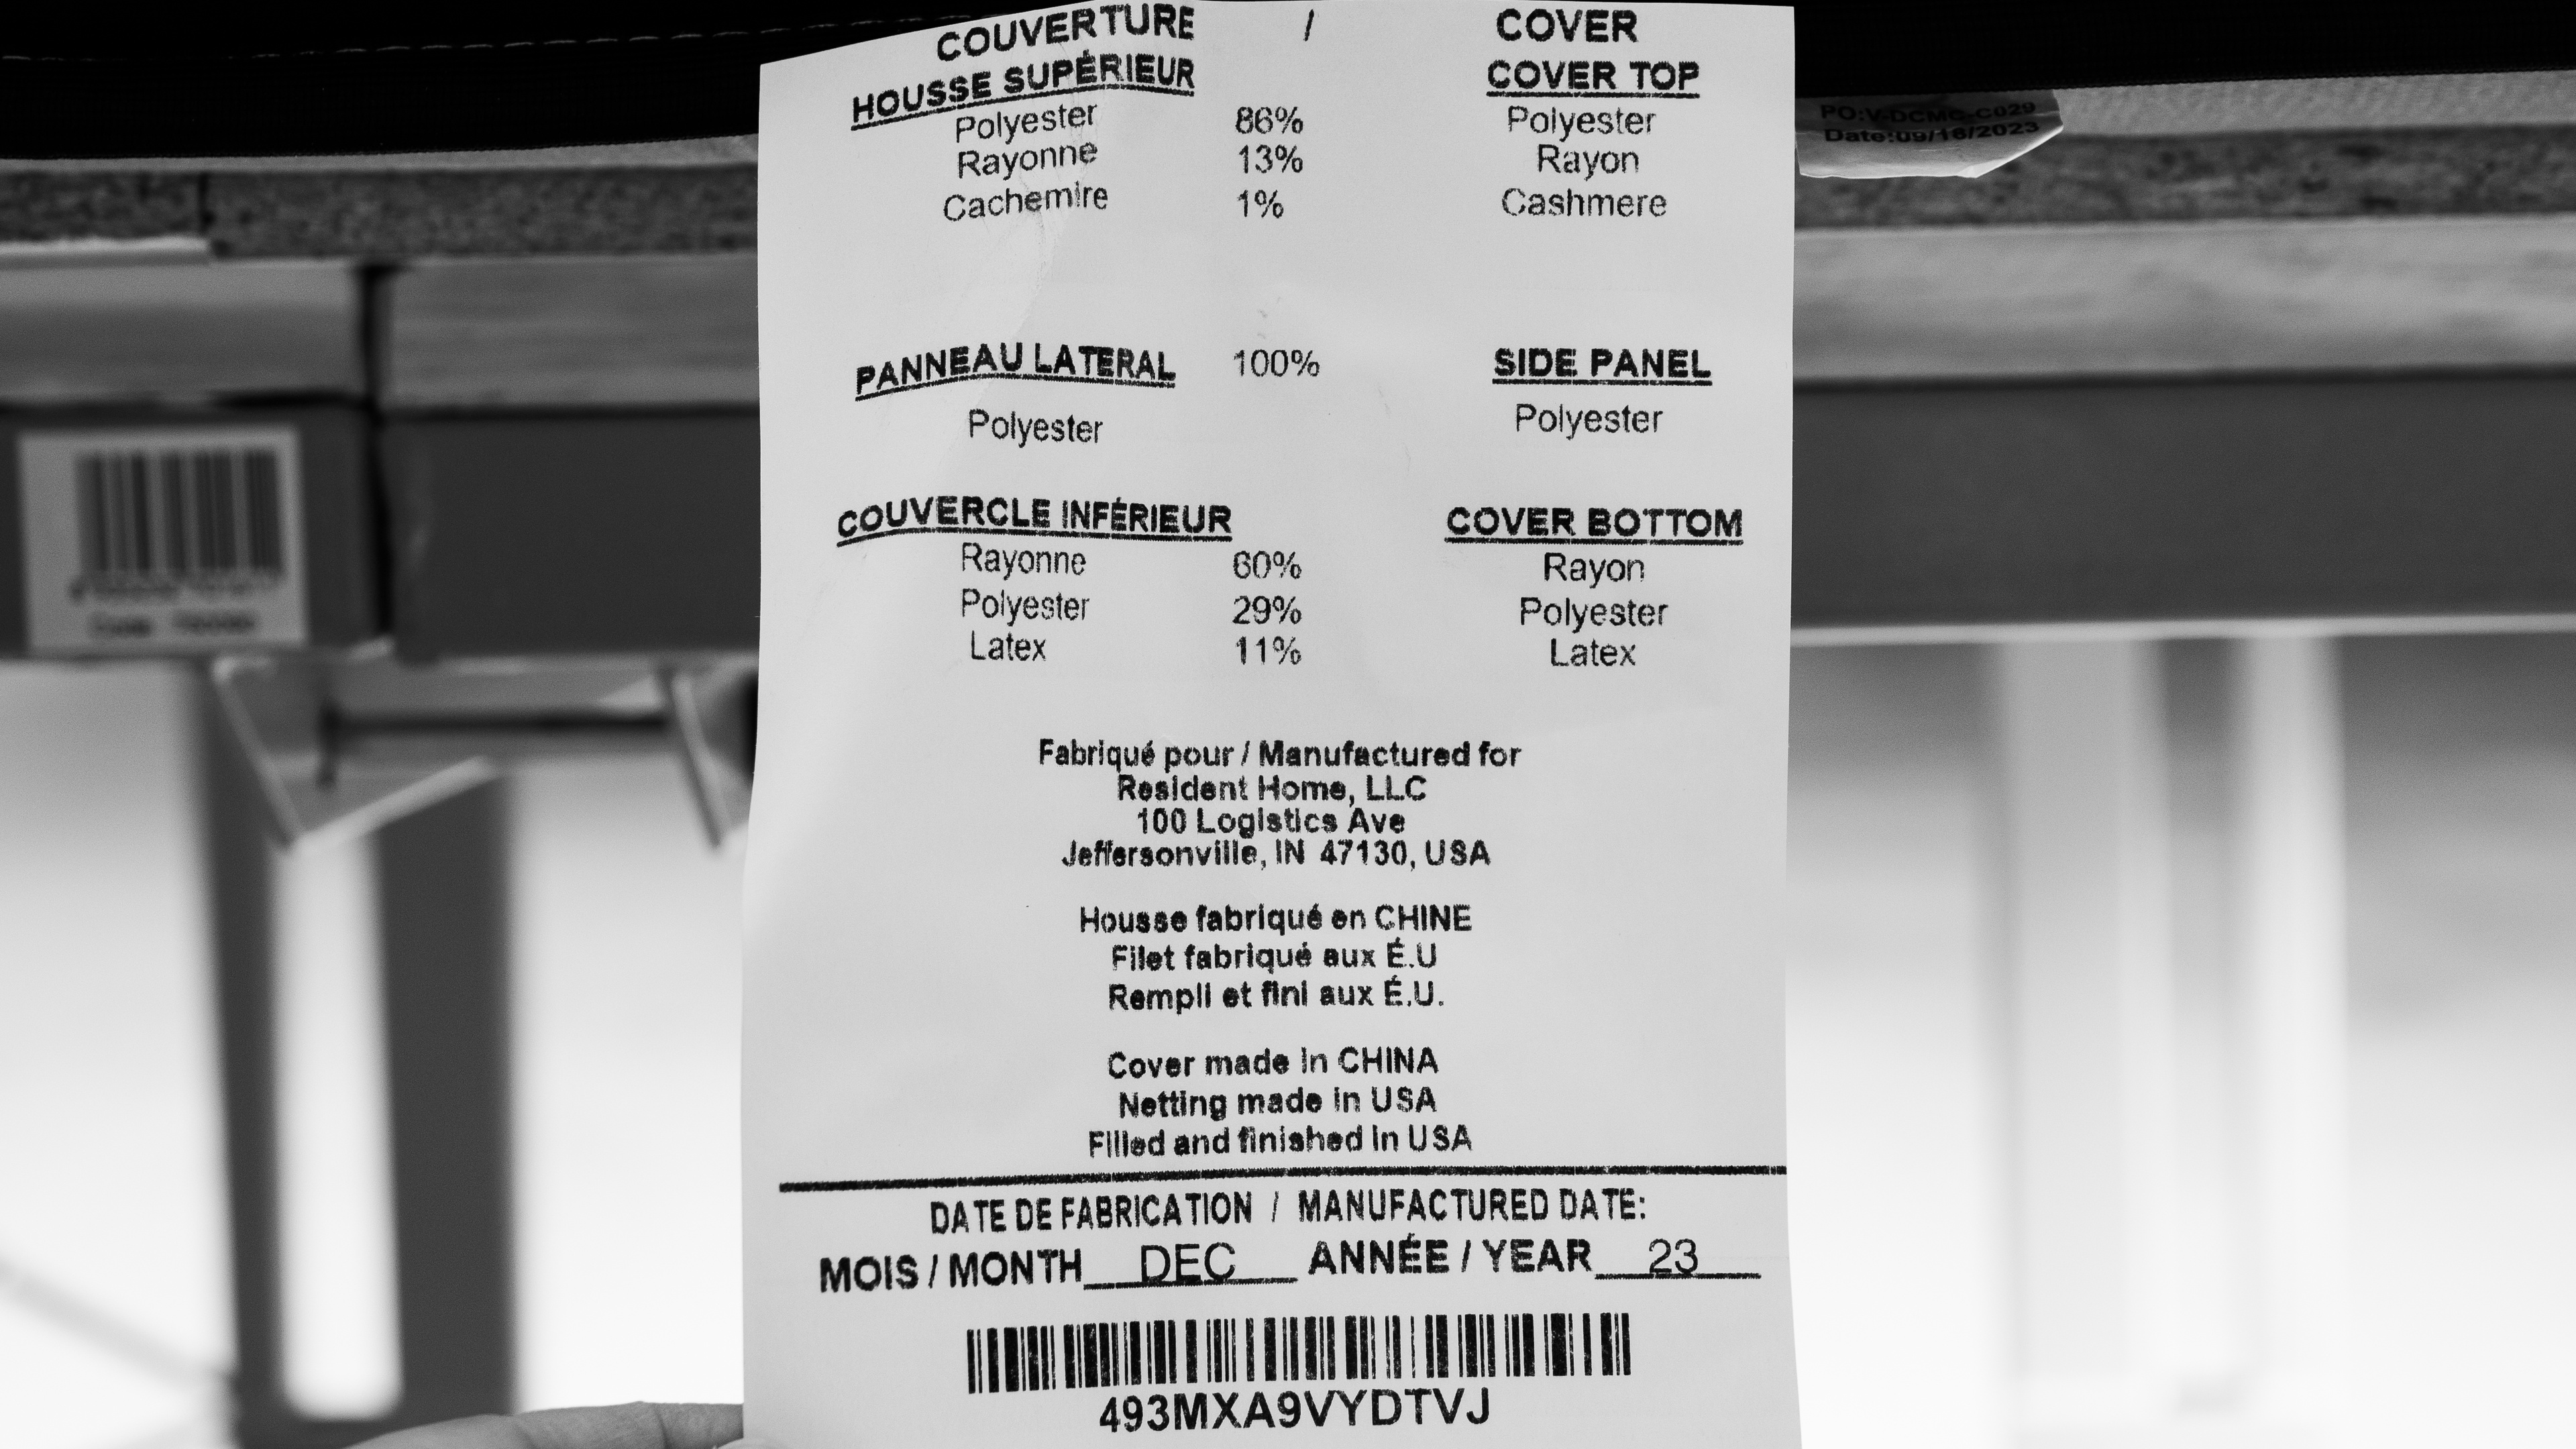 COUVERTURE / COVER
HOUSSE SUPÉRIEUR COVER TOP
Polyester 86% Polyester
Rayonne 13% Rayon
Cachemire 1% Cashmere
PANNEAU LATERAL 100% SIDE PANEL
Polyester Polyester
COUVERCLE INFÉRIEUR COVER BOTTOM
Rayonne 60% Rayon
Polyester 29% Polyester
Latex 11% Latex
Fabriqué pour / Manufactured for
Resident Home, LLC
100 Logistics Ave
Jeffersonville, IN 47130, USA
Housse fabriqué en CHINE
Filet fabriqué aux É.U
Rempli et fini aux É.U.
Cover made in CHINA
Netting made in USA
Filled and finished in USA
DATE DE FABRICATION / MANUFACTURED DATE:
MOIS / MONTH DEC ANNÉE / YEAR 23
493MXA9VYDTVJ
PO:V-DCMC-C029
Date:09/18/2023